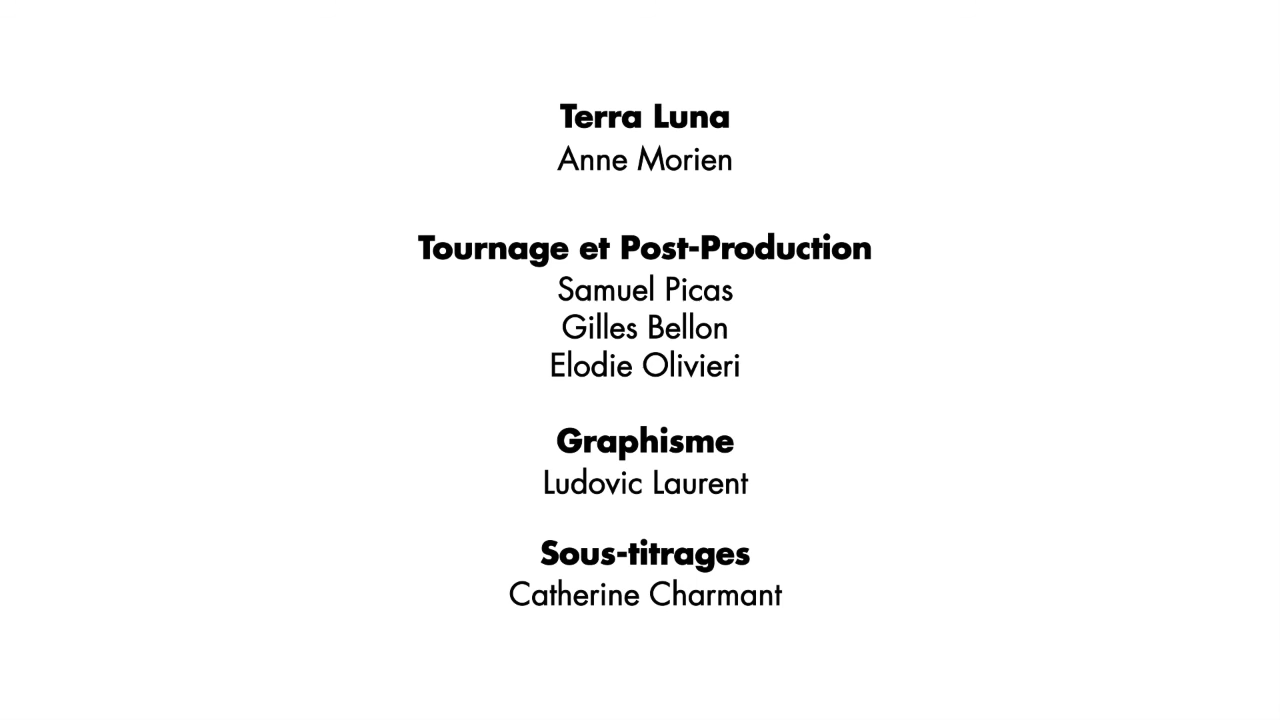 Terra Luna
Anne Morien
Tournage et Post-Production
Samuel Picas
Gilles Bellon
Elodie Olivieri
Graphisme
Ludovic Laurent
Sous-titrages
Catherine Charmant